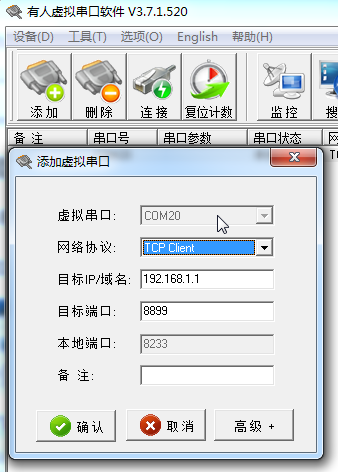 有人虚拟串口软件 V3.7.1.520
设备(D) 工具(T) 选项(O) English 帮助(H)
添加 删除 连接 复位计数 监控 搜
备 注 串口号 串口参数 串口状态 网
添加虚拟串口
虚拟串口: COM20
网络协议: TCP Client
目标IP/域名: 192.168.1.1
目标端口: 8899
本地端口: 8233
备 注:
确认 取消 高级 +